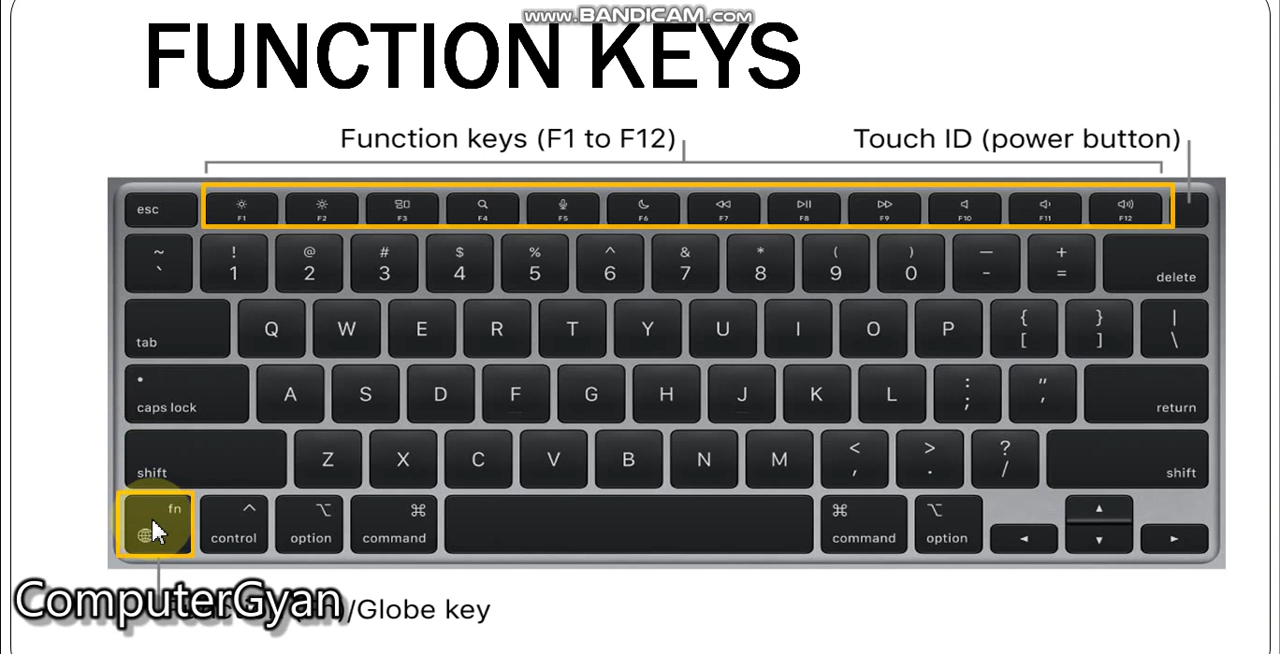 www.BANDICAM.com
FUNCTION KEYS
Function keys (F1 to F12)
Touch ID (power button)
esc F1 F2 F3 F4 F5 F6 F7 F8 F9 F10 F11 F12
~ ! @ # $ % ^ & * ( ) — +
` 1 2 3 4 5 6 7 8 9 0 - = delete
tab Q W E R T Y U I O P { [ } ] | \
caps lock A S D F G H J K L : ; " ' return
shift Z X C V B N M < , > . ? / shift
fn ^ ⌥ ⌘ ⌘ ⌥ ▲
control option command command option ◄ ▼ ►
ComputerGyan
/Globe key